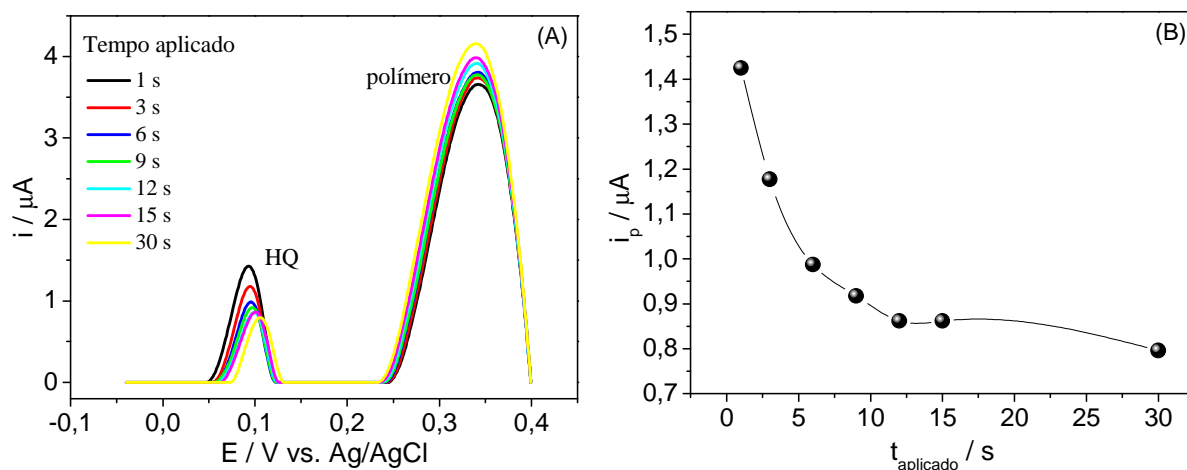 (A)
Tempo aplicado
1 s
3 s
6 s
9 s
12 s
15 s
30 s
polímero
HQ
4
3
2
1
0
i / µA
-0,1 0,0 0,1 0,2 0,3 0,4
E / V vs. Ag/AgCl
(B)
1,5
1,4
1,3
1,2
1,1
1,0
0,9
0,8
0,7
i_p / µA
0 5 10 15 20 25 30
t_aplicado / s